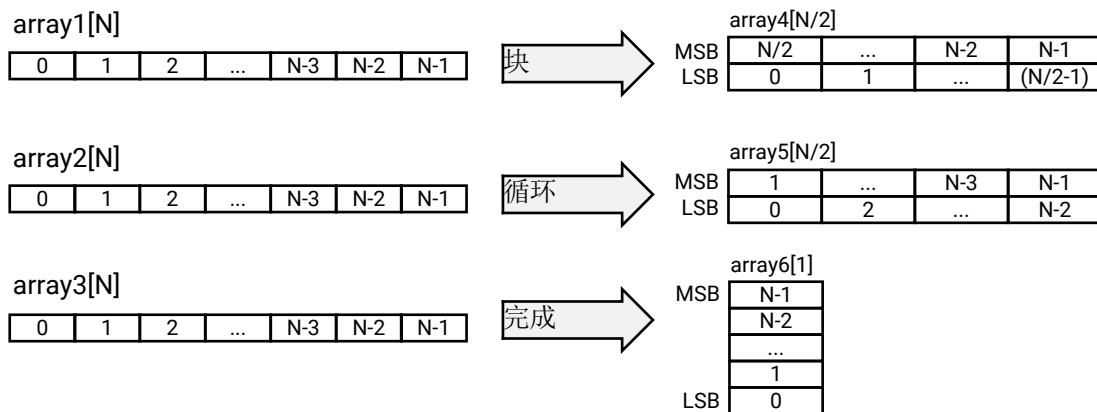 array1[N]
0 1 2 ... N-3 N-2 N-1
块
array4[N/2]
MSB N/2 ... N-2 N-1
LSB 0 1 ... (N/2-1)
array2[N]
0 1 2 ... N-3 N-2 N-1
循环
array5[N/2]
MSB 1 ... N-3 N-1
LSB 0 2 ... N-2
array3[N]
0 1 2 ... N-3 N-2 N-1
完成
array6[1]
MSB N-1
N-2
...
1
LSB 0